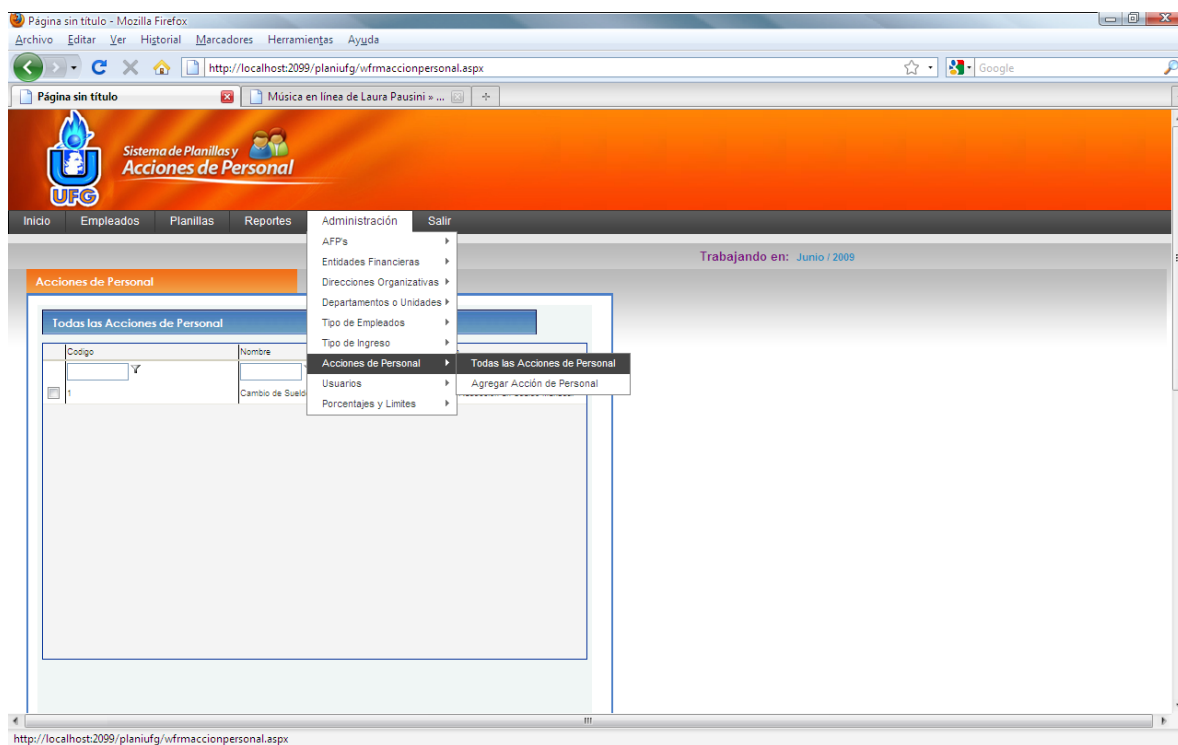 Página sin título - Mozilla Firefox
Archivo Editar Ver Historial Marcadores Herramientas Ayuda
http://localhost:2099/planiufg/wfrmaccionpersonal.aspx
Google
Página sin título
Música en línea de Laura Pausini » ...
Sistema de Planillas y
Acciones de Personal
UFG
Inicio Empleados Planillas Reportes Administración Salir
Trabajando en: Junio / 2009
AFP's
Entidades Financieras
Direcciones Organizativas
Departamentos o Unidades
Tipo de Empleados
Tipo de Ingreso
Acciones de Personal
Usuarios
Porcentajes y Limites
Todas las Acciones de Personal
Agregar Acción de Personal
Acciones de Personal
Todas las Acciones de Personal
Codigo Nombre
1 Cambio de Sueld
http://localhost:2099/planiufg/wfrmaccionpersonal.aspx